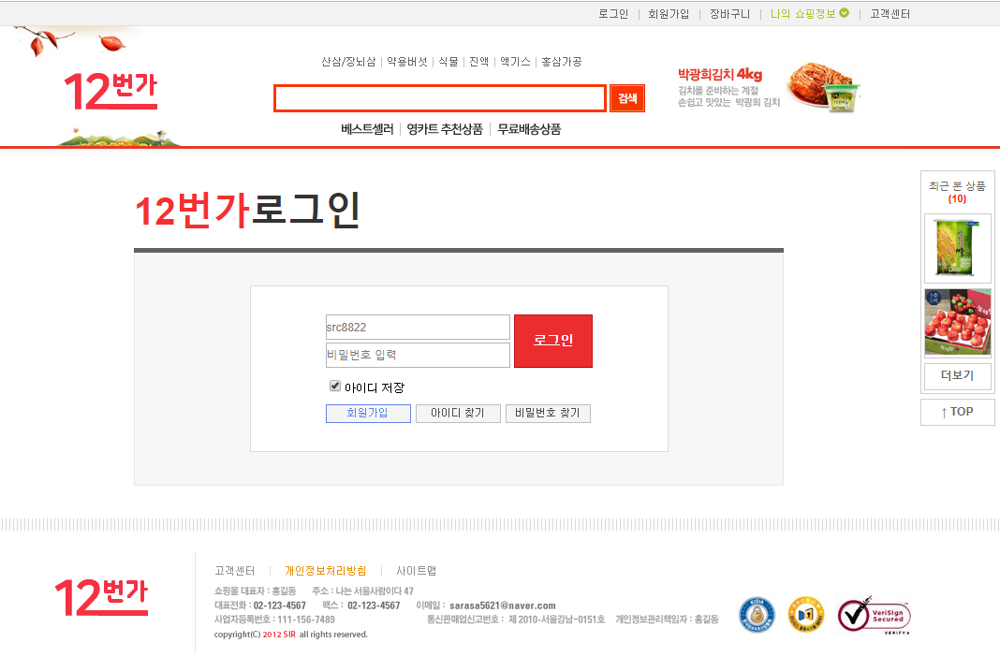 로그인 회원가입 장바구니 나의 쇼핑정보 고객센터
산삼/장뇌삼 약용버섯 식물 진액 액기스 홍삼가공
12번가
검색
베스트셀러 영카트 추천상품 무료배송상품
박광희김치 4kg
김치를 준비하는 계절
손쉽고 맛있는 박광희 김치
12번가로그인
src8822
비밀번호 입력
로그인
아이디 저장
회원가입 아이디 찾기 비밀번호 찾기
최근 본 상품
(10)
더보기
↑ TOP
12번가
고객센터 개인정보처리방침 사이트맵
쇼핑몰 대표자 : 홍길동 주소 : 나는 서울사람이다 47
대표전화 : 02-123-4567 팩스 : 02-123-4567 이메일 : sarasa5621@naver.com
사업자등록번호 : 111-156-7489 통신판매업신고번호 : 제 2010-서울강남-0151호 개인정보관리책임자 : 홍길동
copyright(C) 2012 SIR all rights reserved.
VeriSign
Secured
VERIFY